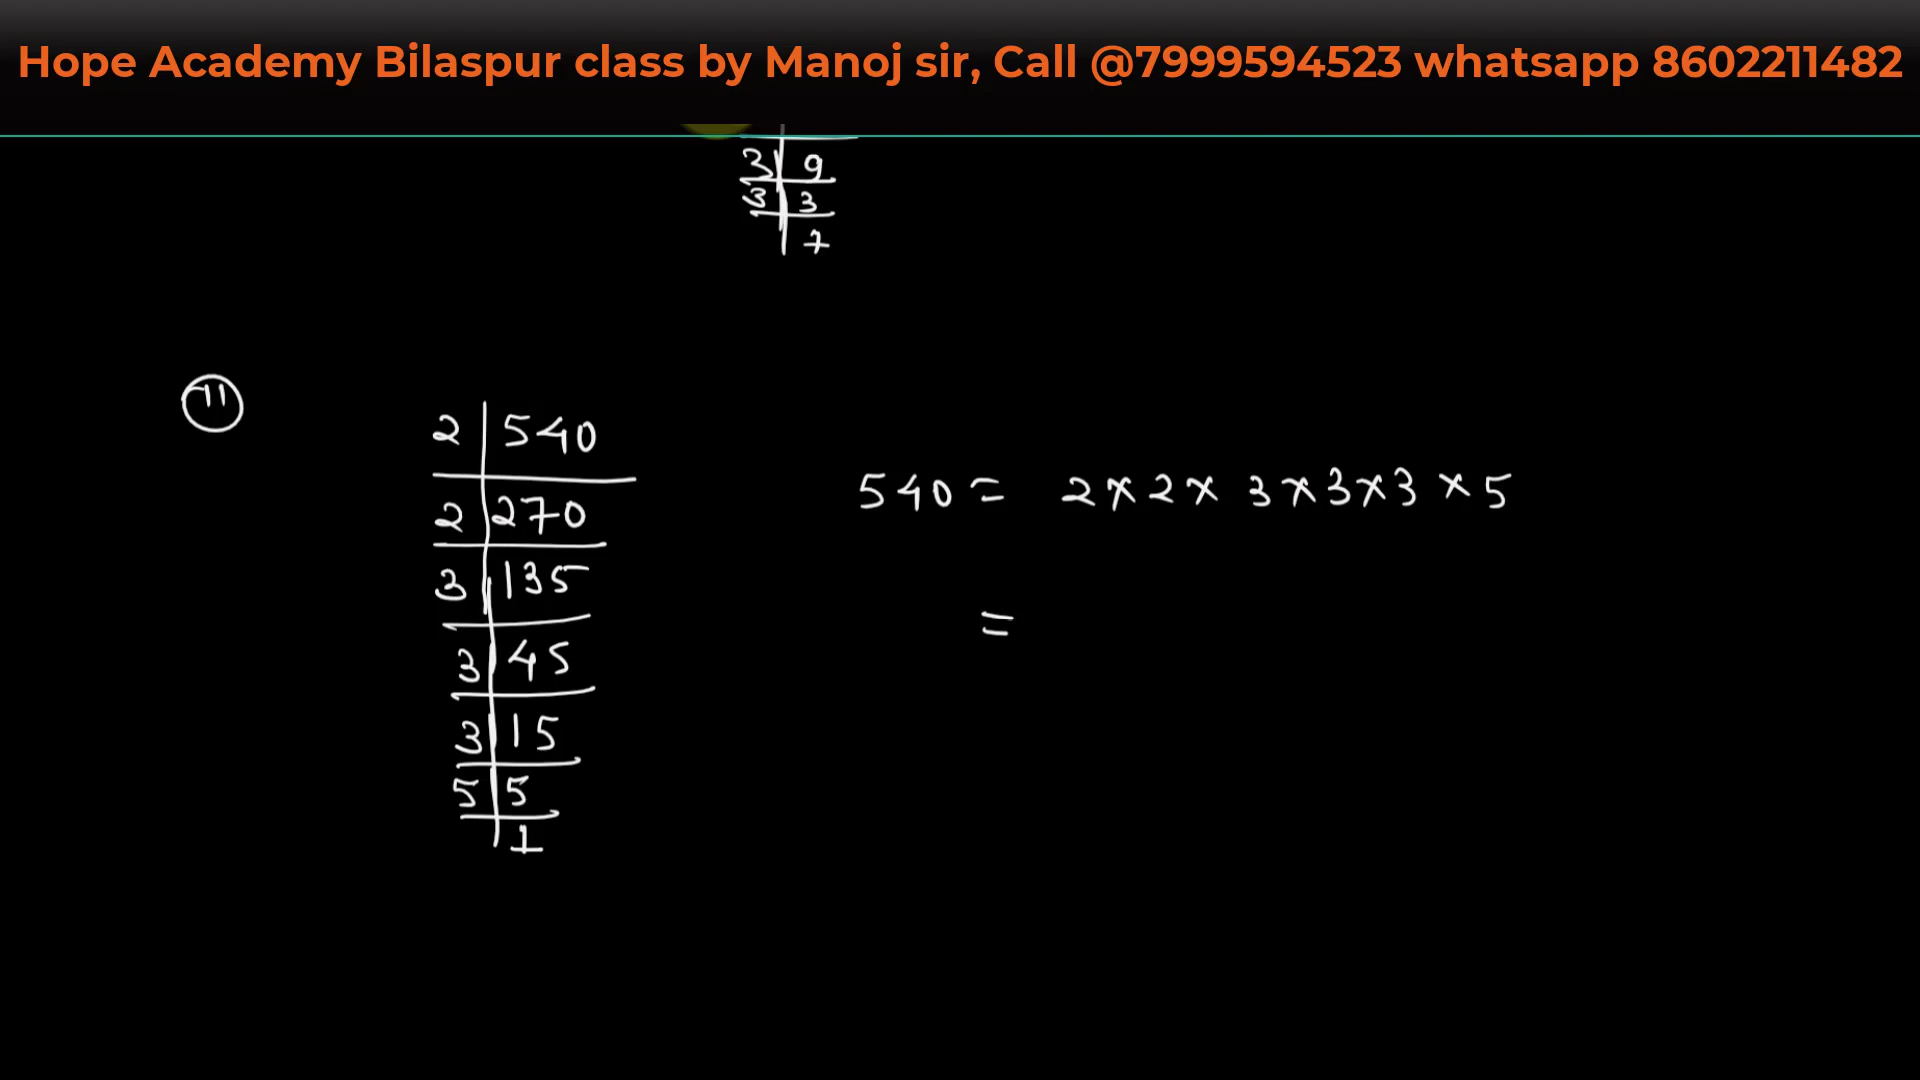 Hope Academy Bilaspur class by Manoj sir, Call @7999594523 whatsapp 8602211482
3 | 9
3 | 3
1
11
2 | 540
2 | 270
3 | 135
3 | 45
3 | 15
5 | 5
1
540 = 2 × 2 × 3 × 3 × 3 × 5
=